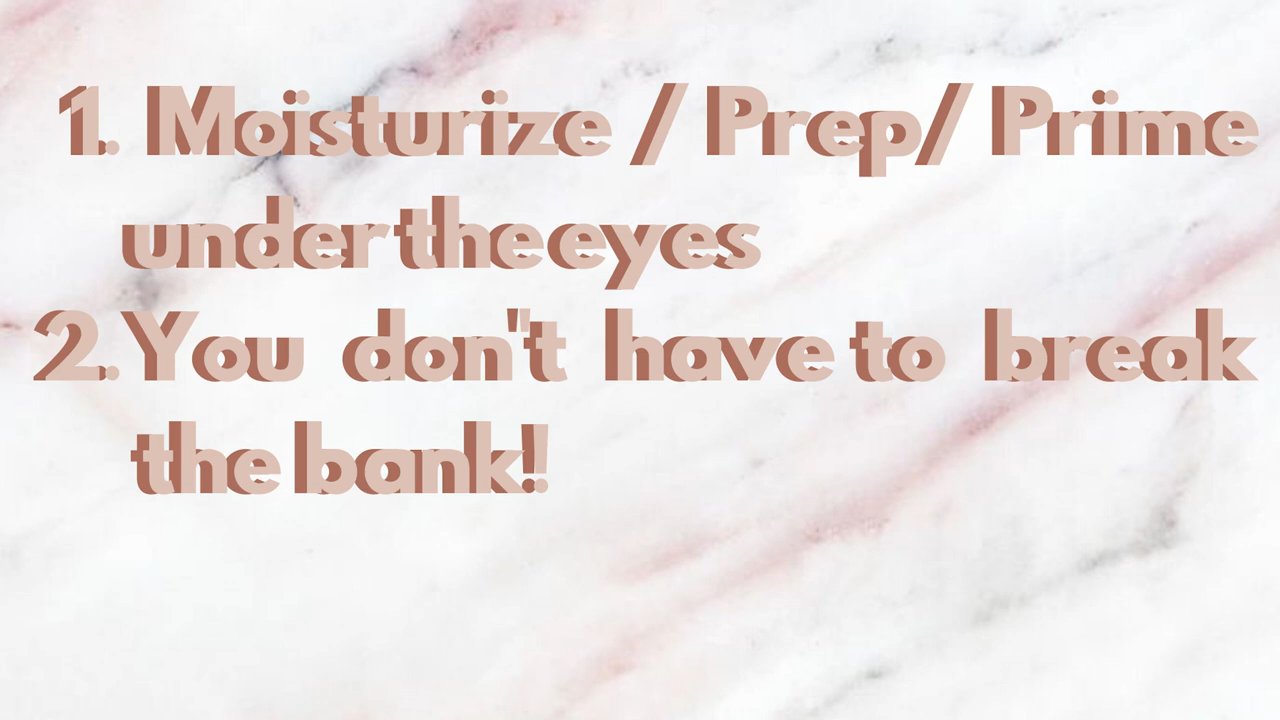 1. Moisturize / Prep/ Prime
under the eyes
2. You don't have to break
the bank!